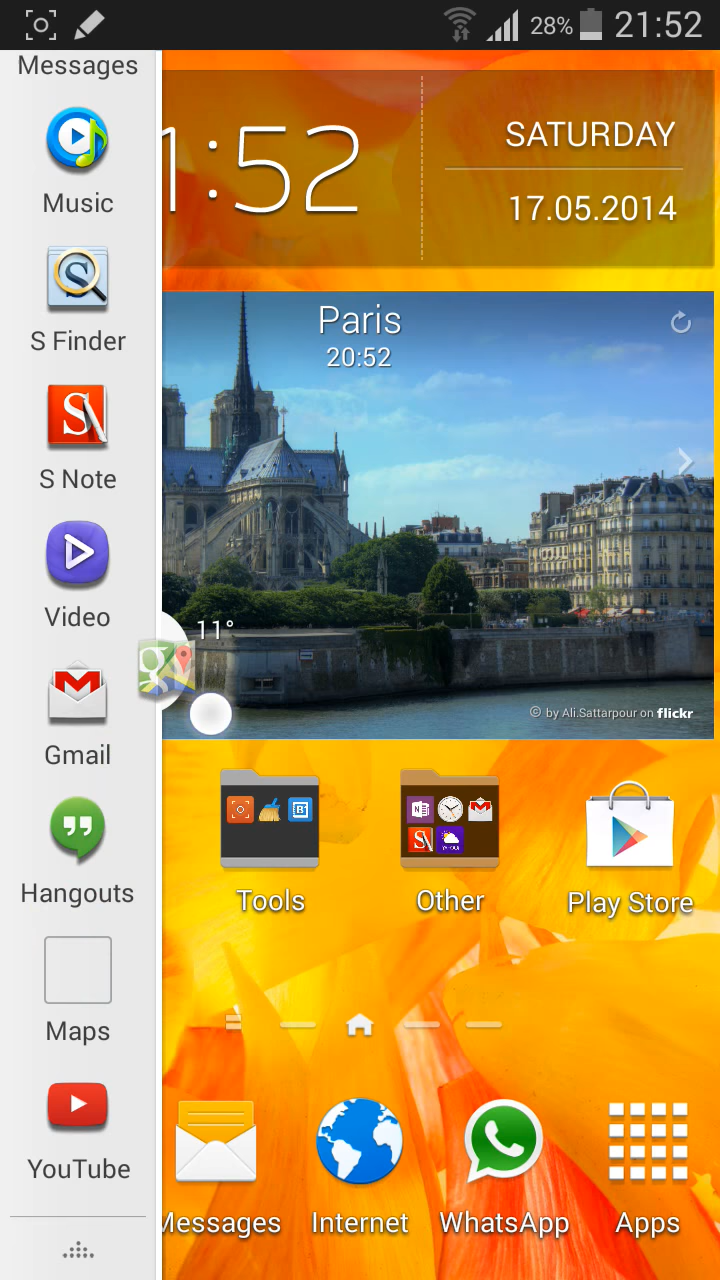 28% 21:52
Messages
Music
S Finder
S Note
Video
Gmail
Hangouts
Maps
YouTube
1:52
SATURDAY
17.05.2014
Paris
20:52
11°
© by Ali.Sattarpour on flickr
Tools
Other
Play Store
Messages
Internet
WhatsApp
Apps